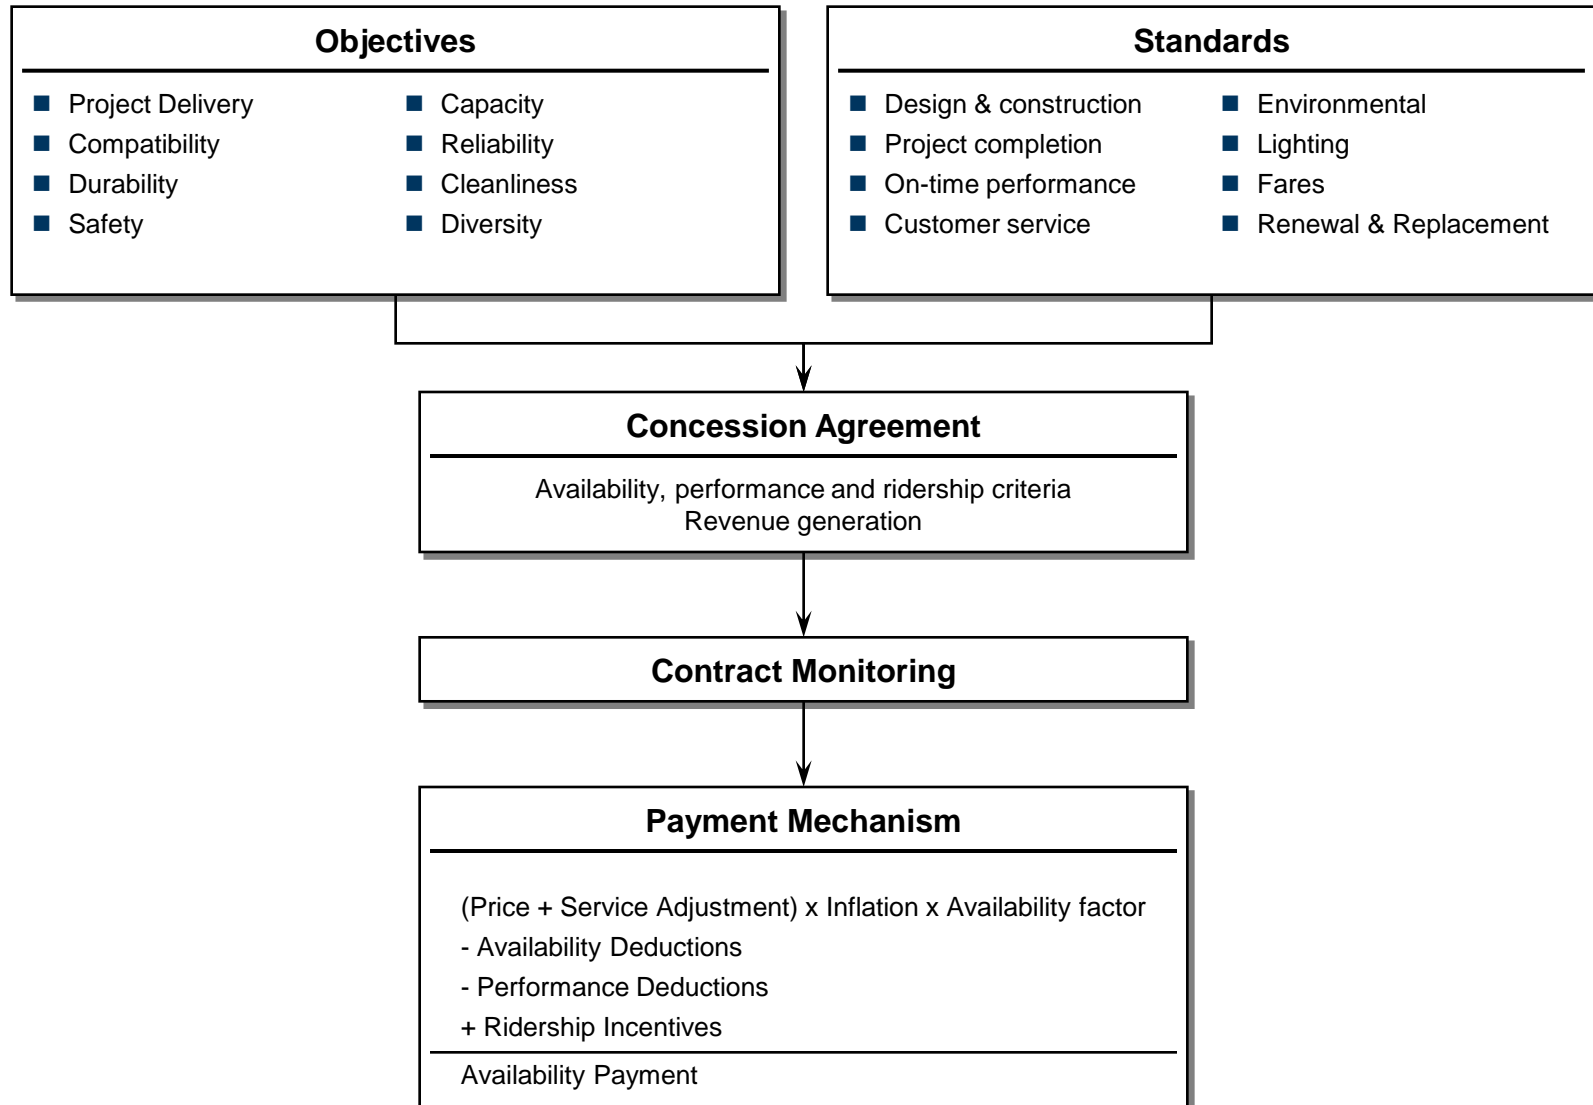 Objectives
Project Delivery
Compatibility
Durability
Safety
Capacity
Reliability
Cleanliness
Diversity
Standards
Design & construction
Project completion
On-time performance
Customer service
Environmental
Lighting
Fares
Renewal & Replacement
Concession Agreement
Availability, performance and ridership criteria
Revenue generation
Contract Monitoring
Payment Mechanism
(Price + Service Adjustment) x Inflation x Availability factor
- Availability Deductions
- Performance Deductions
+ Ridership Incentives
Availability Payment